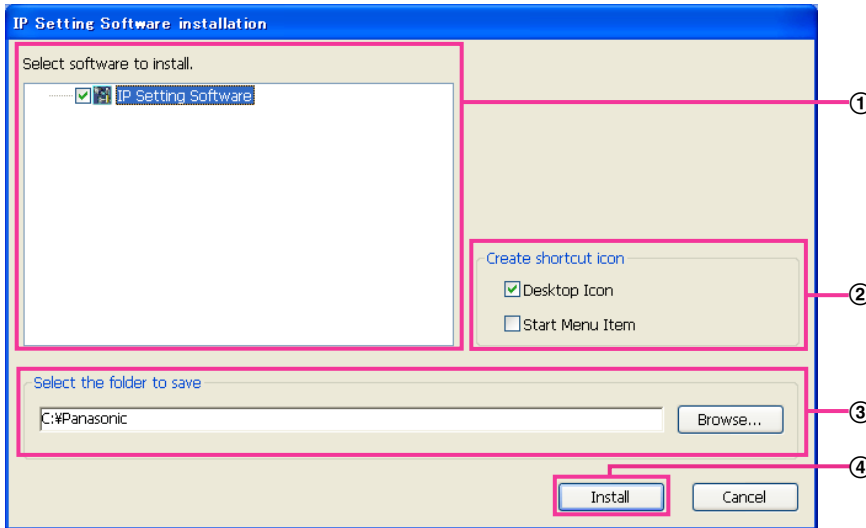 IP Setting Software installation
Select software to install.
IP Setting Software
①
Create shortcut icon
Desktop Icon
②
Start Menu Item
Select the folder to save
C:¥Panasonic
Browse...
③
④
Install
Cancel